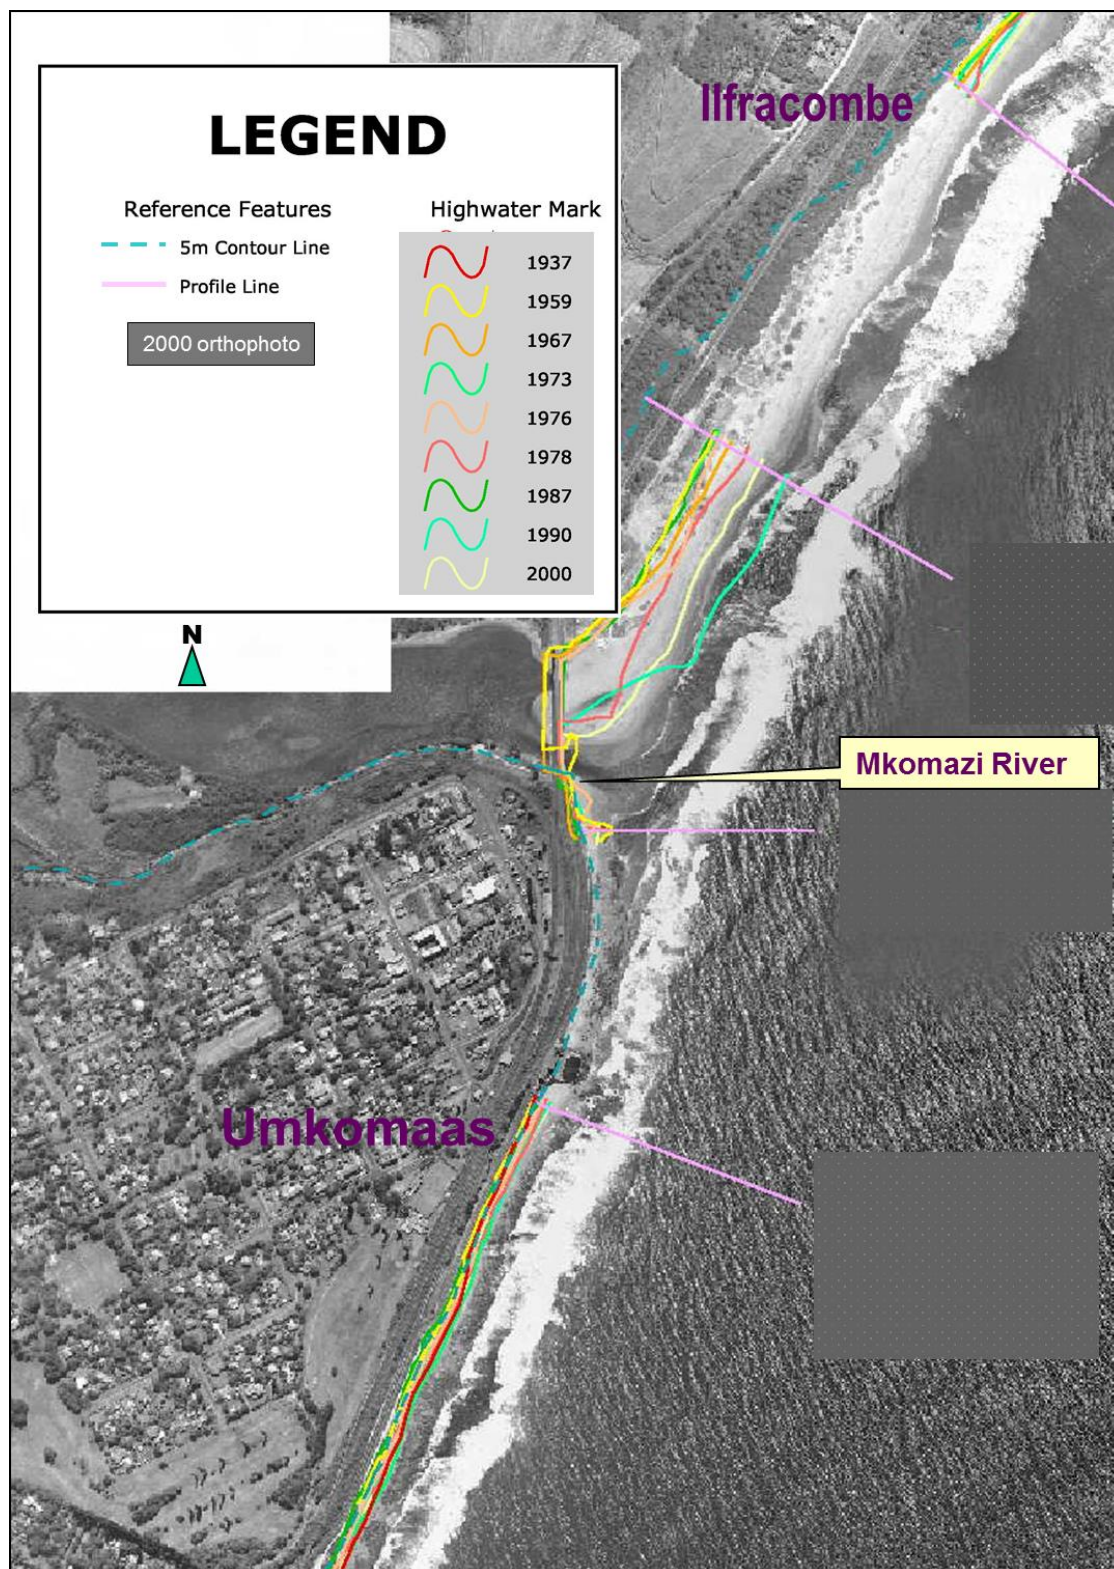 Ilfracombe
LEGEND
Reference Features
5m Contour Line
Profile Line
2000 orthophoto
Highwater Mark
1937
1959
1967
1973
1976
1978
1987
1990
2000
N
Mkomazi River
Umkomaas